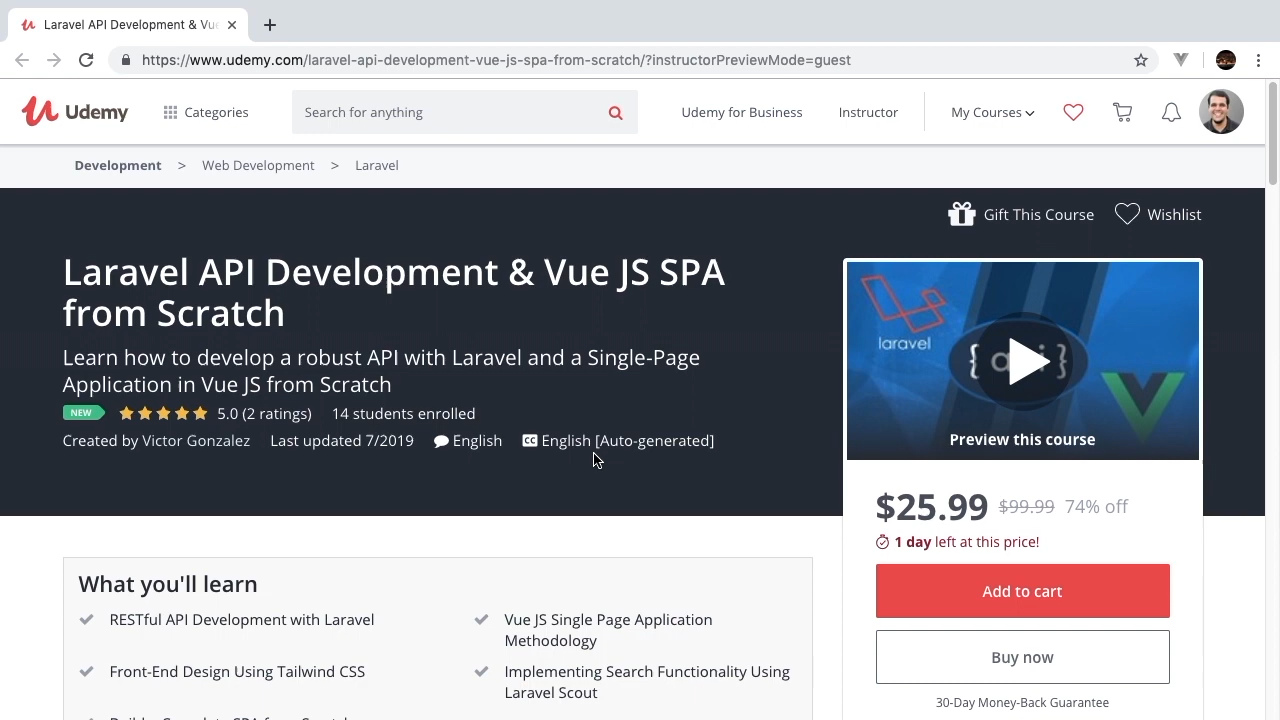 Laravel API Development & Vue
https://www.udemy.com/laravel-api-development-vue-js-spa-from-scratch/?instructorPreviewMode=guest
Udemy
Categories
Search for anything
Udemy for Business
Instructor
My Courses
Development > Web Development > Laravel
Gift This Course
Wishlist
Laravel API Development & Vue JS SPA
from Scratch
Learn how to develop a robust API with Laravel and a Single-Page
Application in Vue JS from Scratch
NEW 5.0 (2 ratings) 14 students enrolled
Created by Victor Gonzalez Last updated 7/2019 English CC English [Auto-generated]
laravel
Preview this course
$25.99 $99.99 74% off
1 day left at this price!
Add to cart
Buy now
30-Day Money-Back Guarantee
What you'll learn
RESTful API Development with Laravel
Vue JS Single Page Application
Methodology
Front-End Design Using Tailwind CSS
Implementing Search Functionality Using
Laravel Scout